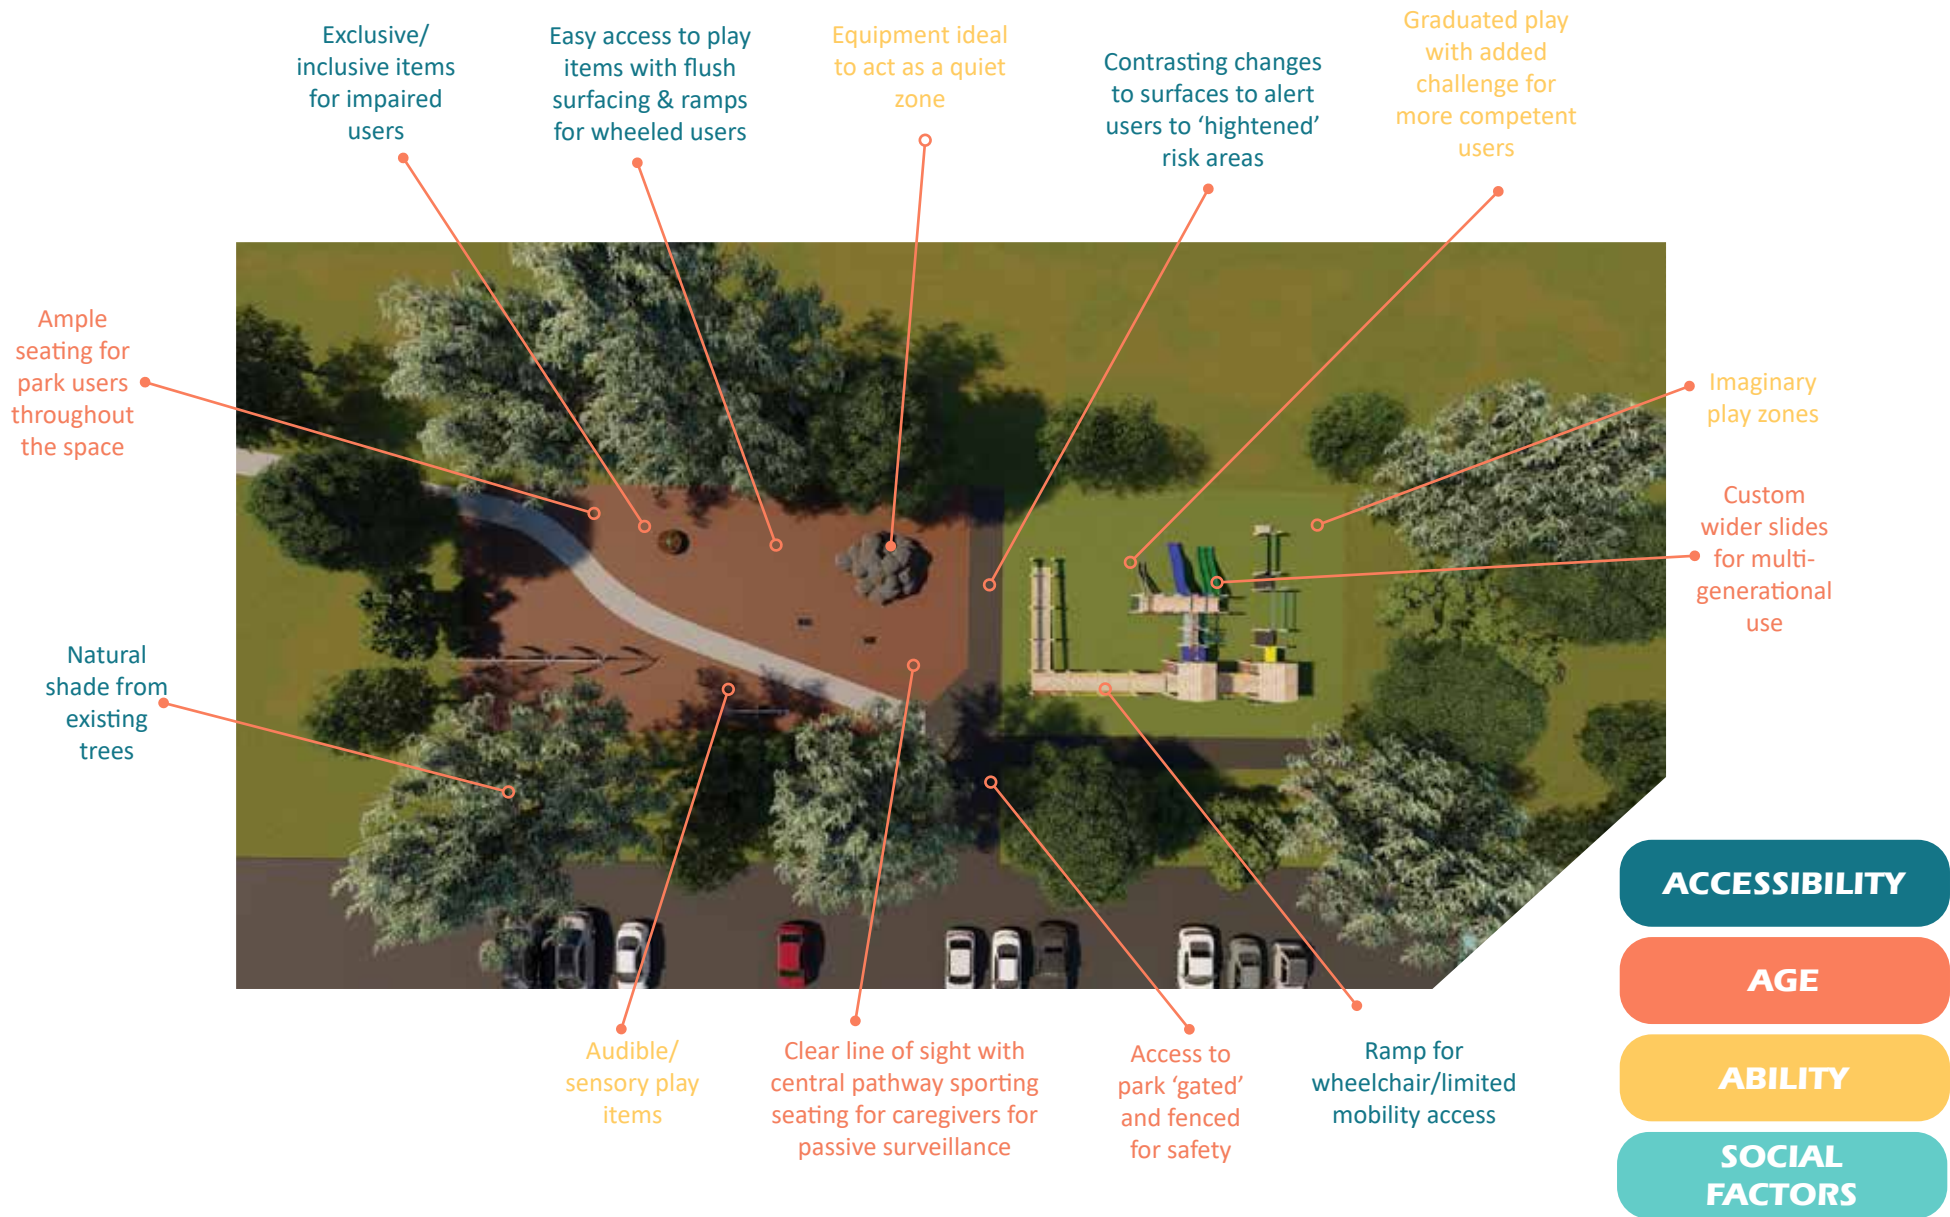 Exclusive/
inclusive items
for impaired
users
Easy access to play
items with flush
surfacing & ramps
for wheeled users
Equipment ideal
to act as a quiet
zone
Contrasting changes
to surfaces to alert
users to ‘hightened’
risk areas
Graduated play
with added
challenge for
more competent
users
Ample
seating for
park users
throughout
the space
Imaginary
play zones
Custom
wider slides
for multi-
generational
use
Natural
shade from
existing
trees
Audible/
sensory play
items
Clear line of sight with
central pathway sporting
seating for caregivers for
passive surveillance
Access to
park ‘gated’
and fenced
for safety
Ramp for
wheelchair/limited
mobility access
ACCESSIBILITY
AGE
ABILITY
SOCIAL
FACTORS